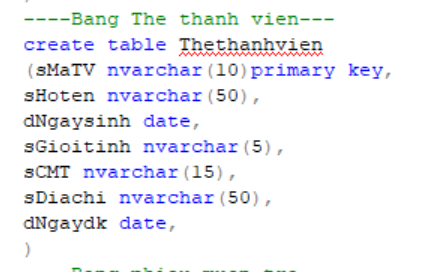 ----Bang The thanh vien---
create table Thethanhvien
(sMaTV nvarchar(10)primary key,
sHoten nvarchar(50),
dNgaysinh date,
sGioitinh nvarchar(5),
sCMT nvarchar(15),
sDiachi nvarchar(50),
dNgaydk date,
)